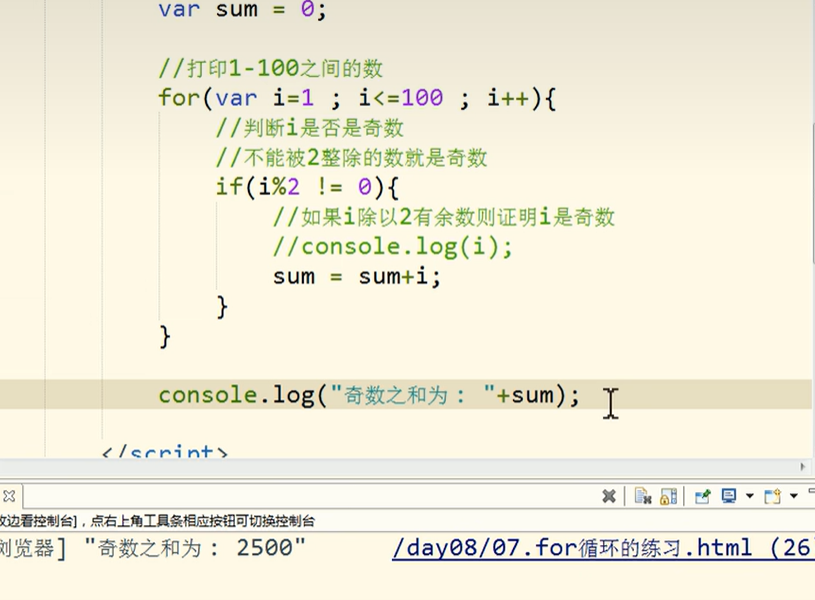 var sum = 0;
//打印1-100之间的数
for(var i=1 ; i<=100 ; i++){
//判断i是否是奇数
//不能被2整除的数就是奇数
if(i%2 != 0){
//如果i除以2有余数则证明i是奇数
//console.log(i);
sum = sum+i;
}
}
console.log("奇数之和为： "+sum);
</script>
边看控制台]，点右上角工具条相应按钮可切换控制台
浏览器] "奇数之和为： 2500" /day08/07.for循环的练习.html (26